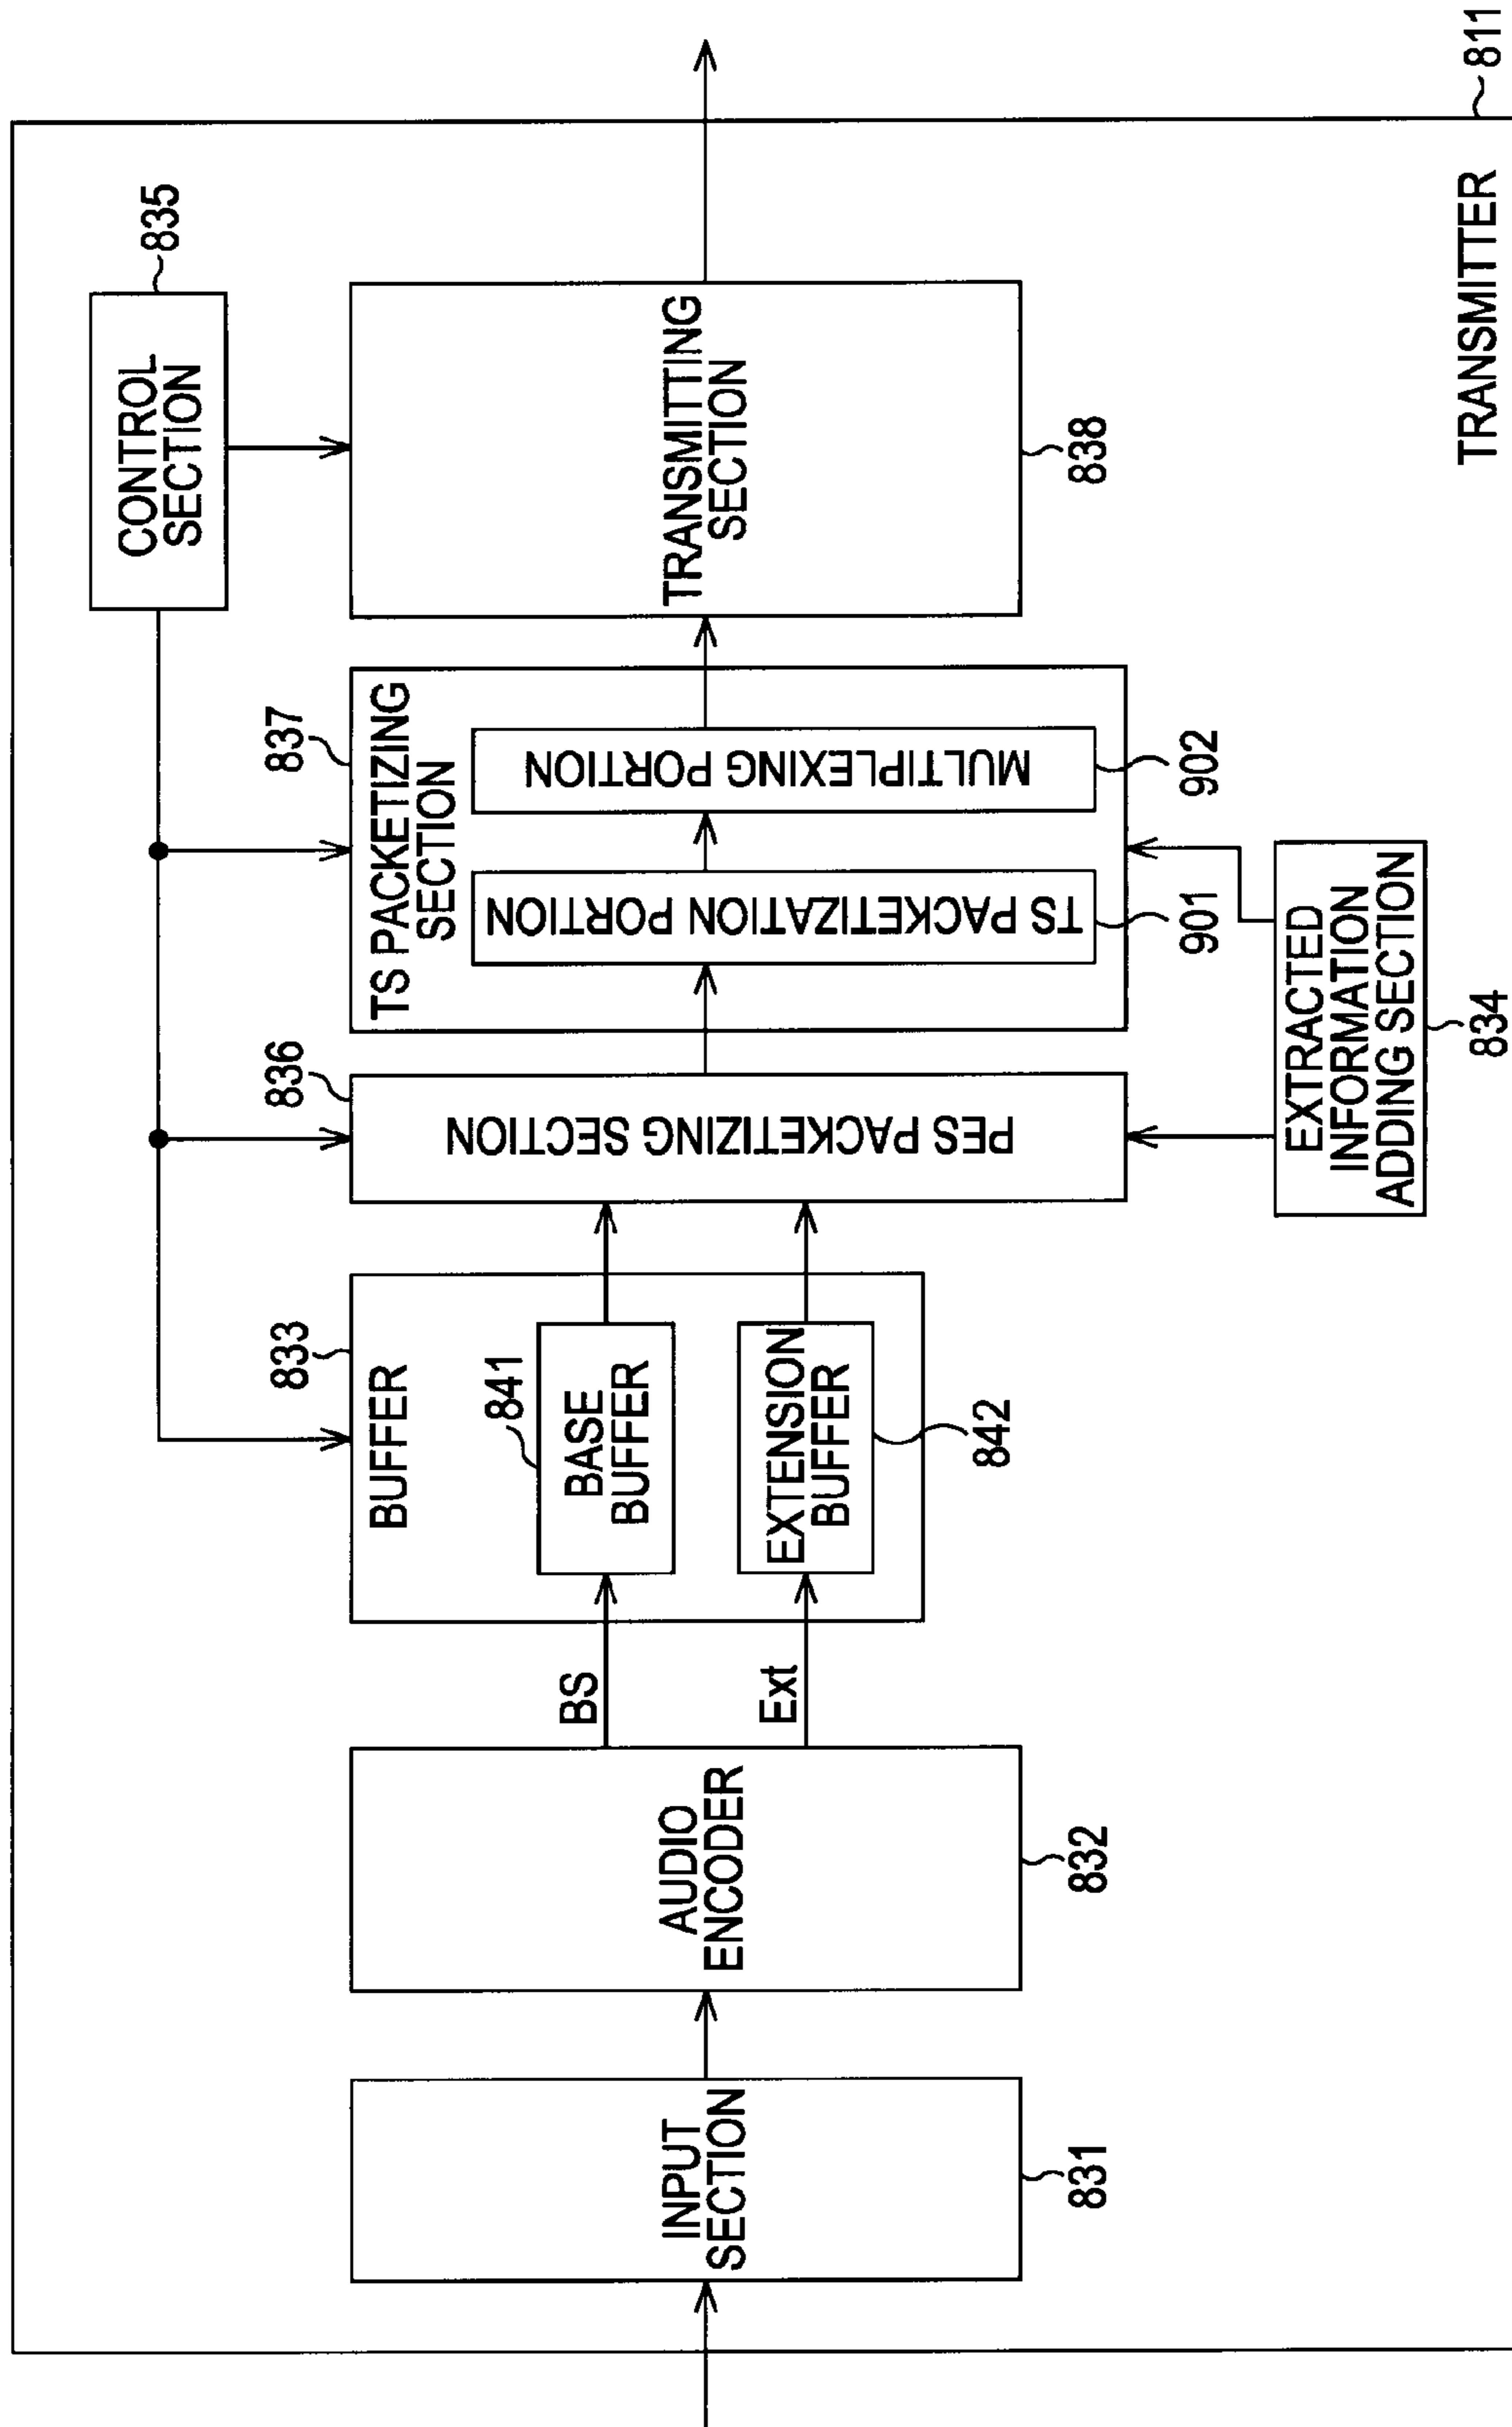 835
CONTROL
SECTION
833
BUFFER
841
BASE
BUFFER
EXTENSION
BUFFER
842
836
PES PACKETIZING SECTION
837
TS PACKETIZING
SECTION
TS PACKETIZATION PORTION
901
MULTIPLEXING PORTION
902
TRANSMITTING
SECTION
838
INPUT
SECTION
831
AUDIO
ENCODER
832
BS
Ext
EXTRACTED
INFORMATION
ADDING SECTION
834
TRANSMITTER
811